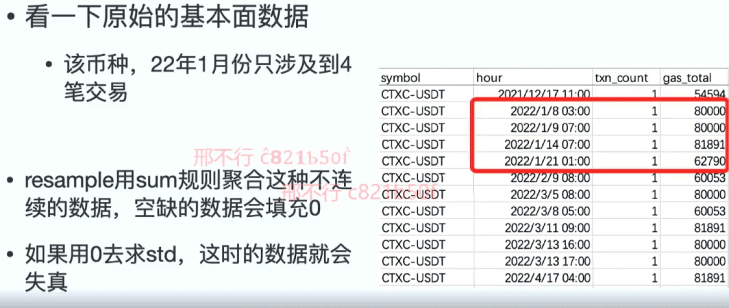 看一下原始的基本面数据
该币种，22年1月份只涉及到4
笔交易
resample用sum规则聚合这种不连
续的数据，空缺的数据会填充0
如果用0去求std，这时的数据就会
失真
symbol hour txn_count gas_total
CTXC-USDT 2021/12/17 11:00 1 54594
CTXC-USDT 2022/1/8 03:00 1 80000
CTXC-USDT 2022/1/9 07:00 1 80000
CTXC-USDT 2022/1/14 07:00 1 81891
CTXC-USDT 2022/1/21 01:00 1 62790
CTXC-USDT 2022/2/9 08:00 1 60053
CTXC-USDT 2022/3/5 08:00 1 80000
CTXC-USDT 2022/3/8 05:00 1 60053
CTXC-USDT 2022/3/11 09:00 1 81891
CTXC-USDT 2022/3/13 16:00 1 80000
CTXC-USDT 2022/3/13 17:00 1 80000
CTXC-USDT 2022/4/17 04:00 1 81891
邢不行
邢不行